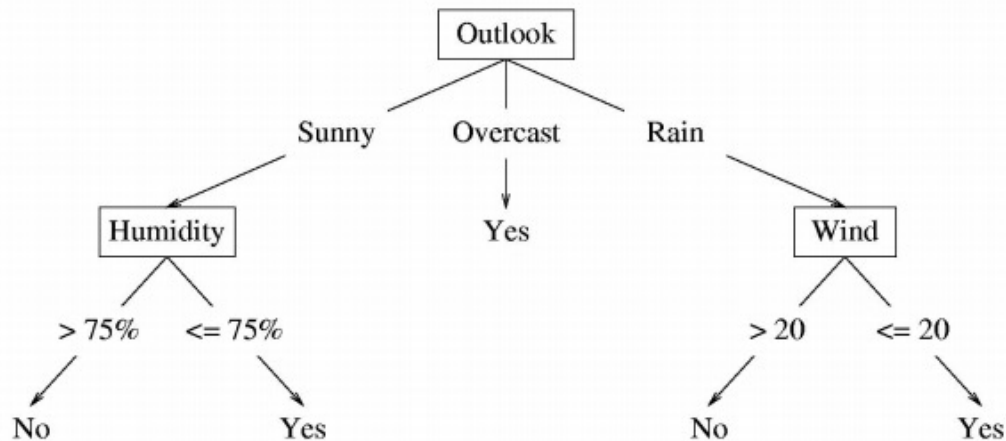 Outlook
Sunny Overcast Rain
Humidity Yes Wind
> 75% <= 75% > 20 <= 20
No Yes No Yes